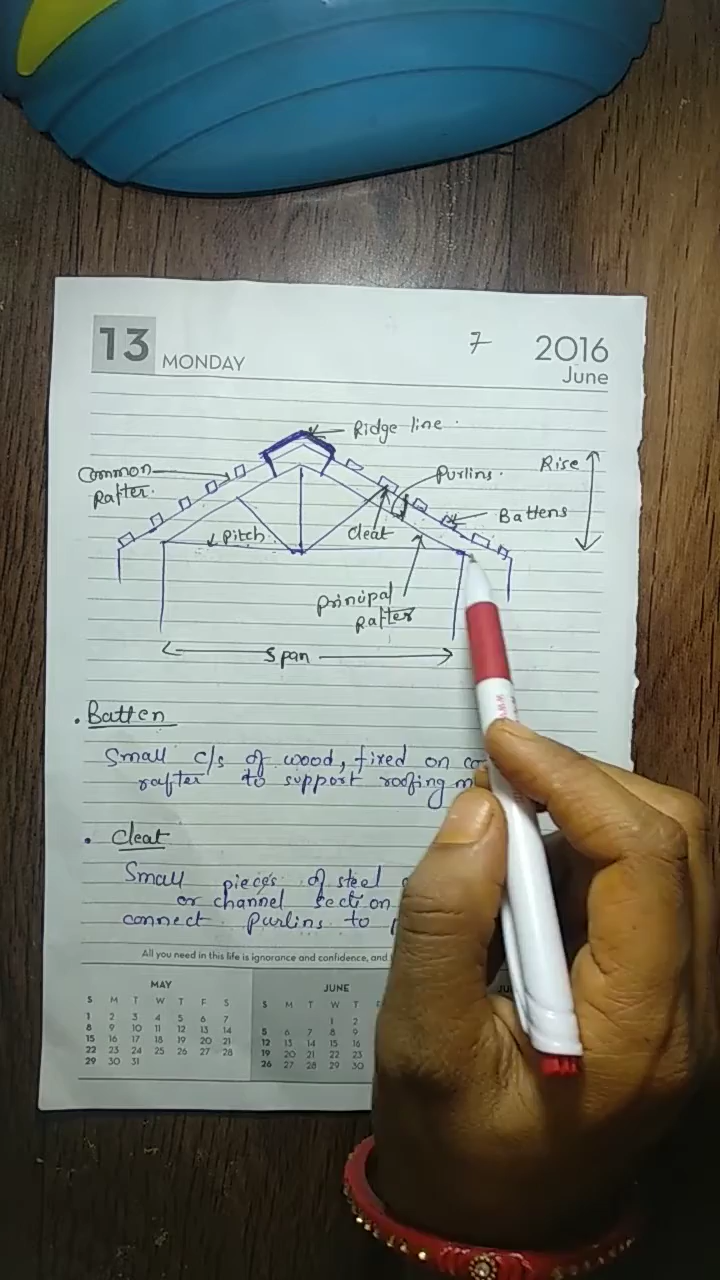 13 MONDAY 7 2016
June
Ridge line
Common
Rafter.
Purlins.
Rise
Battens
Pitch
Cleat
Principal
Rafter
Span
. Batten
Small c/s of wood, fixed on
rafter to support roofing
. Cleat
Small pieces of steel
or channel section
connect purlins to
All you need in this life is ignorance and confidence, and
MAY
S M T W T F S
1 2 3 4 5 6 7
8 9 10 11 12 13 14
15 16 17 18 19 20 21
22 23 24 25 26 27 28
29 30 31
JUNE
S M T W T
1 2
5 6 7 8 9
12 13 14 15 16
19 20 21 22 23
26 27 28 29 30